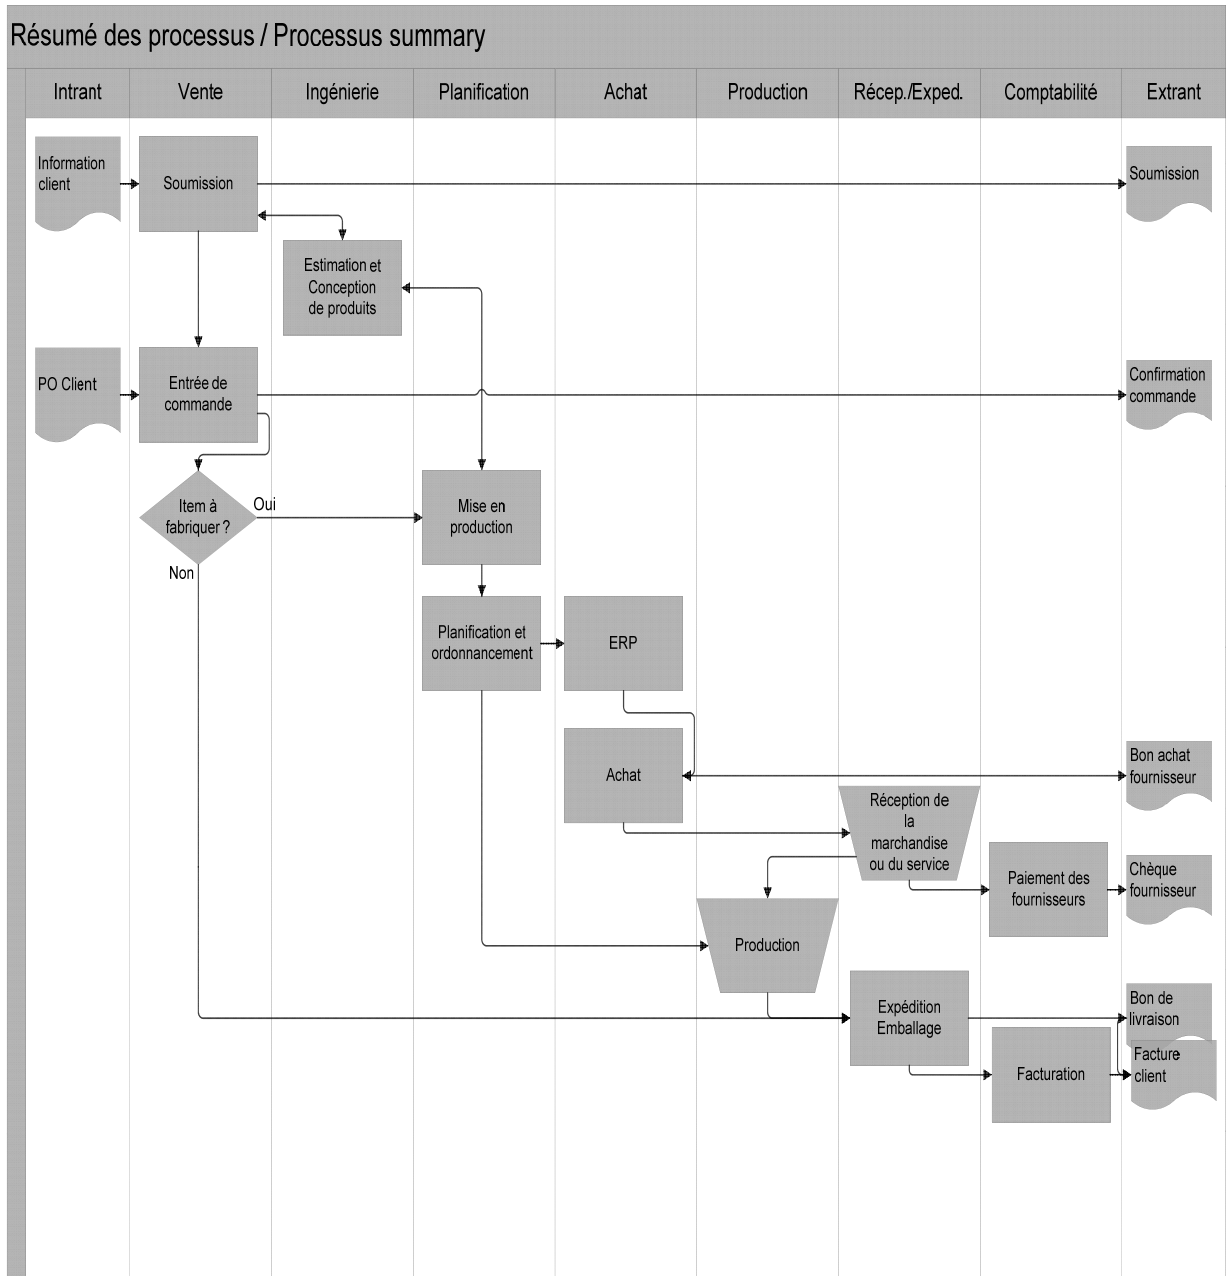 Résumé des processus / Processus summary
Intrant
Vente
Ingénierie
Planification
Achat
Production
Récep./Exped.
Comptabilité
Extrant
Information
client
Soumission
Soumission
Estimation et
Conception
de produits
PO Client
Entrée de
commande
Confirmation
commande
Item à
fabriquer ?
Oui
Non
Mise en
production
Planification et
ordonnancement
ERP
Achat
Bon achat
fournisseur
Réception de
la
marchandise
ou du service
Paiement des
fournisseurs
Chèque
fournisseur
Production
Expédition
Emballage
Bon de
livraison
Facturation
Facture
client